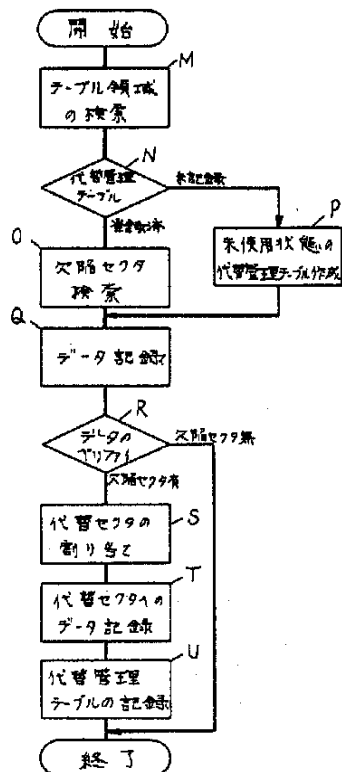 開始
M
テーブル領域
の検索
N
代替管理
テーブル
未記録
P
未使用状態の
代替管理テーブル作成
O
欠陥セクタ
検索
Q
データ記録
R
データの
ベリファイ
欠陥セクタ無
欠陥セクタ有
S
代替セクタの
割り当て
T
代替セクタへの
データ記録
U
代替管理
テーブルの記録
終了